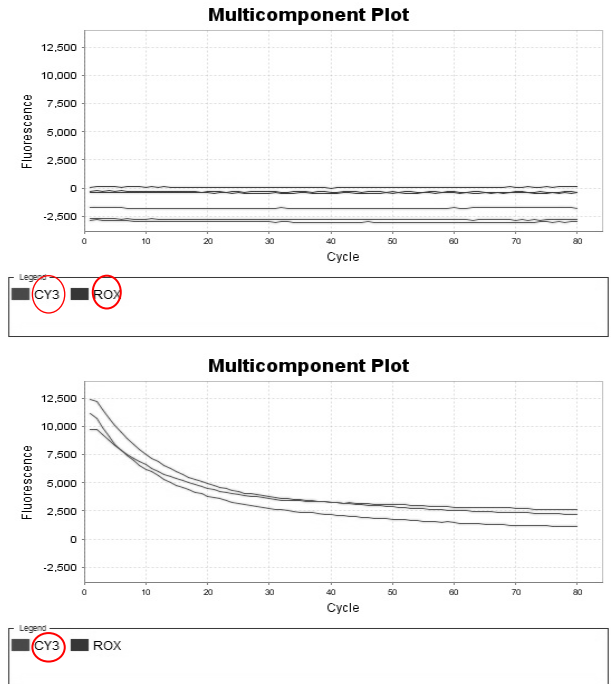 Multicomponent Plot
12,500
10,000
7,500
5,000
2,500
0
-2,500
Fluorescence
0 10 20 30 40 50 60 70 80
Cycle
Legend
CY3 ROX
Multicomponent Plot
12,500
10,000
7,500
5,000
2,500
0
-2,500
Fluorescence
0 10 20 30 40 50 60 70 80
Cycle
Legend
CY3 ROX